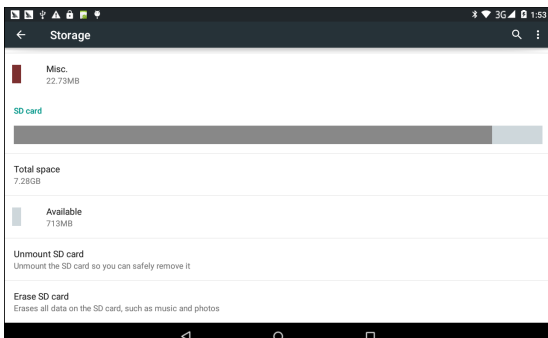 3G 1:53
Storage
Misc.
22.73MB
SD card
Total space
7.28GB
Available
713MB
Unmount SD card
Unmount the SD card so you can safely remove it
Erase SD card
Erases all data on the SD card, such as music and photos